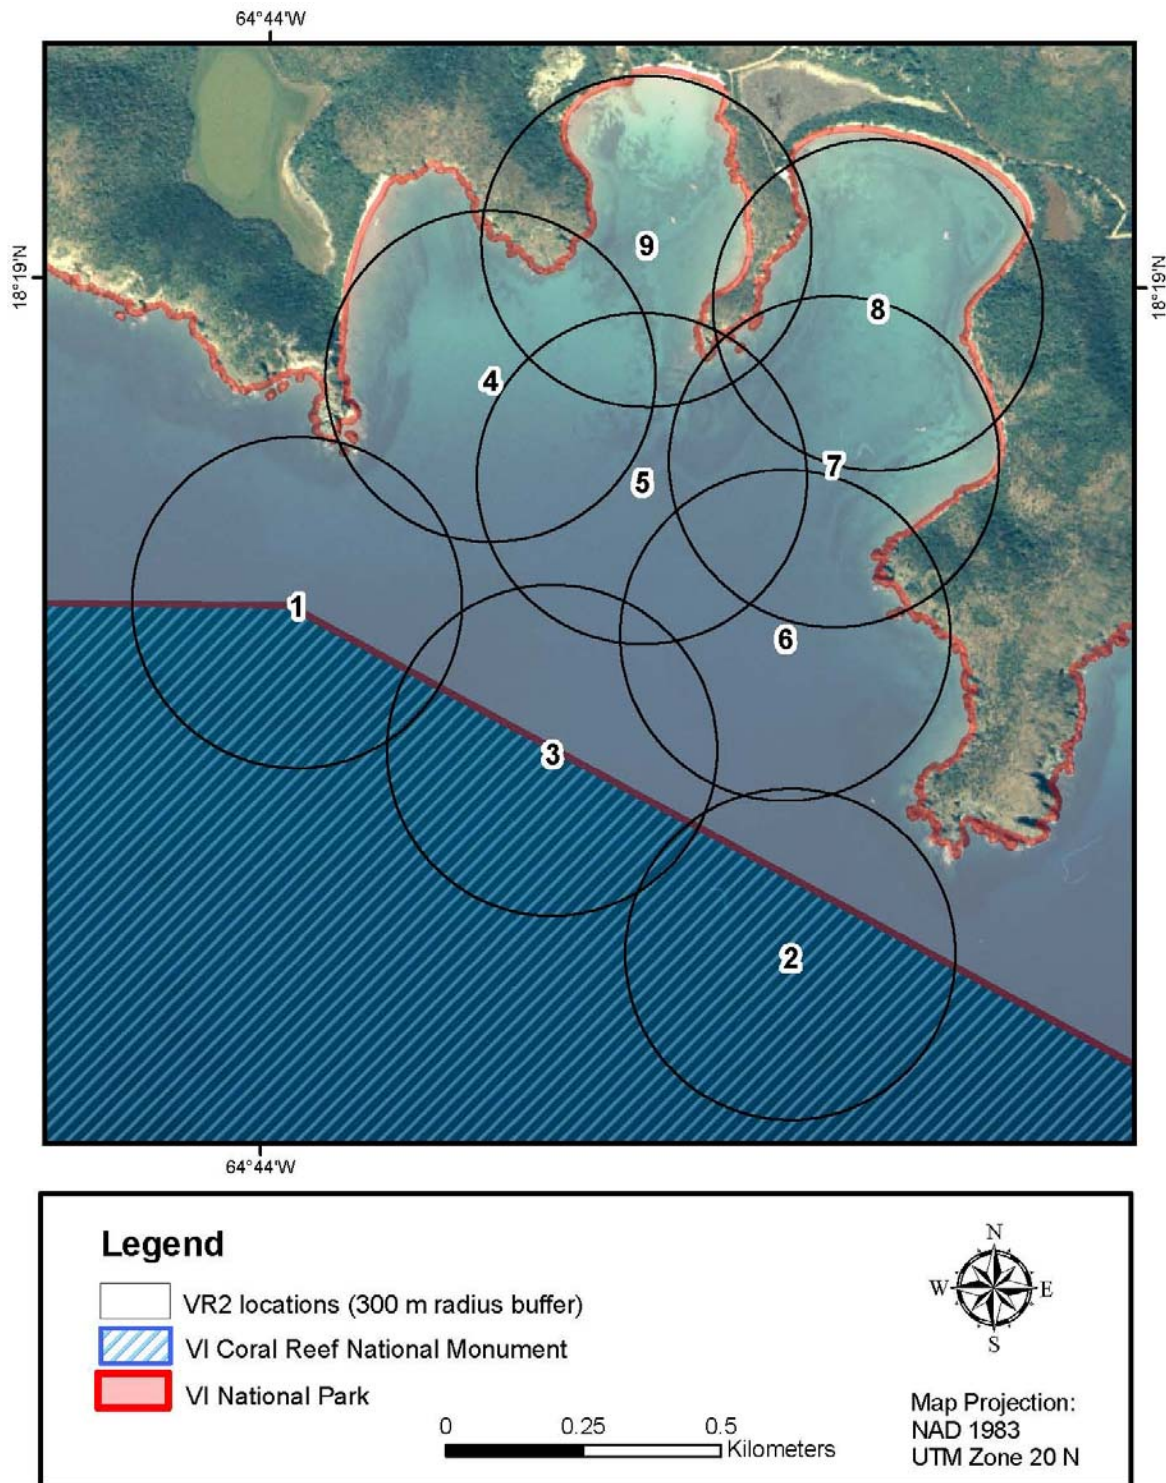 64°44'W
18°19'N
18°19'N
9
8
4
7
5
1
6
3
2
64°44'W
Legend
VR2 locations (300 m radius buffer)
VI Coral Reef National Monument
VI National Park
N
W E
S
0 0.25 0.5
Kilometers
Map Projection:
NAD 1983
UTM Zone 20 N